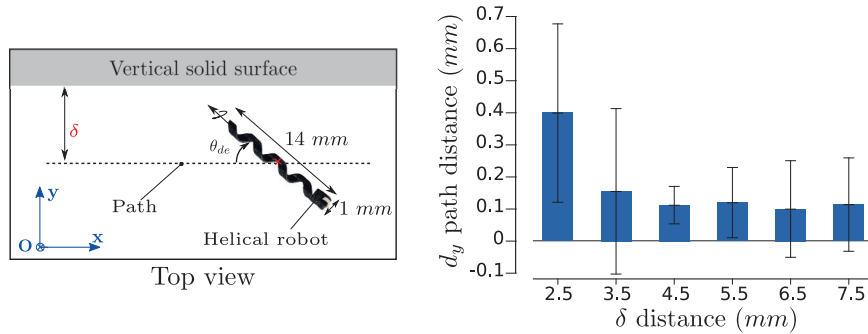 Vertical solid surface
δ
θde
14 mm
Path
1 mm
Helical robot
y
O
x
Top view
dy path distance (mm)
0.7
0.6
0.5
0.4
0.3
0.2
0.1
0
-0.1
2.5 3.5 4.5 5.5 6.5 7.5
δ distance (mm)